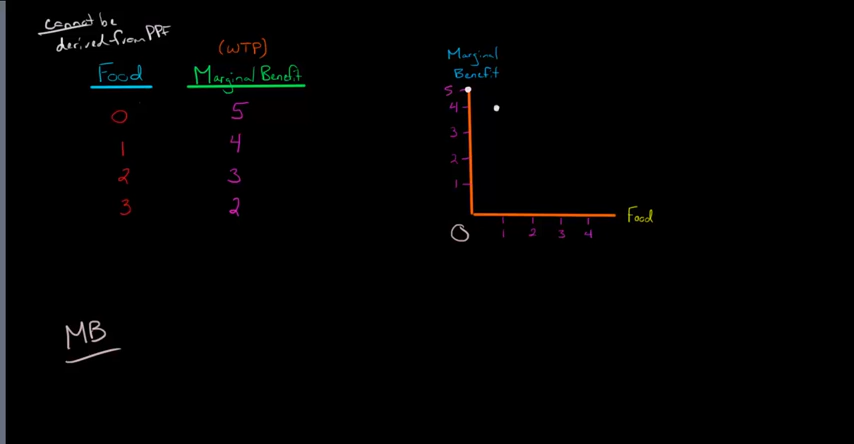 cannot be
derived from PPF
(WTP)
Food Marginal Benefit
0 5
1 4
2 3
3 2
MB
Marginal
Benefit
5
4
3
2
1
0
1 2 3 4
Food